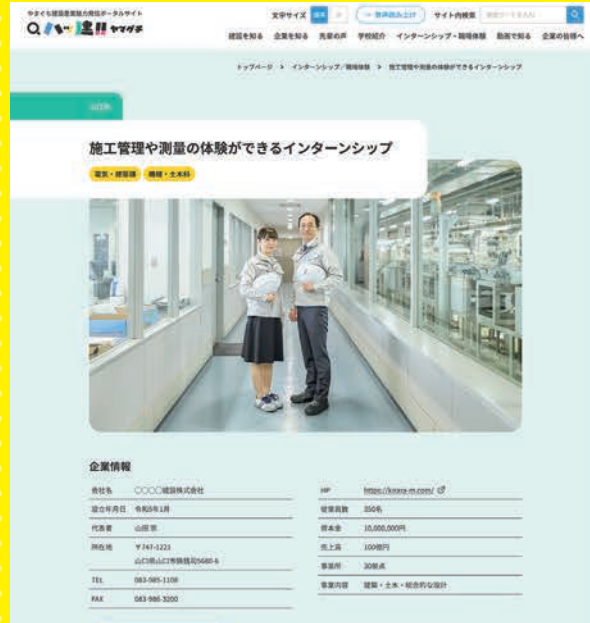 やまぐち建設産業魅力発信ポータルサイト
建!! ヤマグチ
文字サイズ 標準 大 音声読み上げ サイト内検索
建設を知る 企業を知る 先輩の声 学校紹介 インターンシップ・職場体験 動画で知る 企業の皆様へ
トップページ > インターンシップ/職場体験 > 施工管理や測量の体験ができるインターンシップ
山口市
施工管理や測量の体験ができるインターンシップ
電気・建築課 機械・土木科
企業情報
会社名 〇〇〇〇建設株式会社
設立年月日 令和5年1月
代表者 山田
所在地 〒747-1221
山口県山口市鋳銭司5680-6
TEL 083-985-1108
FAX 083-986-3200
HP https://kirara-m.com/
従業員数 350名
資本金 10,000,000円
売上高 100億円
事業所 30拠点
事業内容 建築・土木・総合的な設計